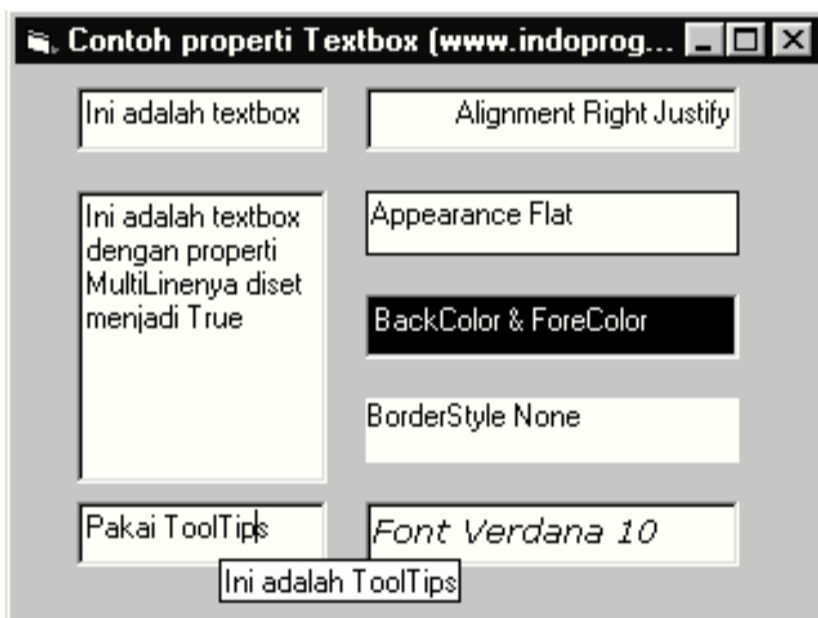 Contoh properti Textbox (www.indoprog...
Ini adalah textbox
Alignment Right Justify
Ini adalah textbox
dengan properti
MultiLinenya diset
menjadi True
Appearance Flat
BackColor & ForeColor
BorderStyle None
Pakai ToolTips
Font Verdana 10
Ini adalah ToolTips